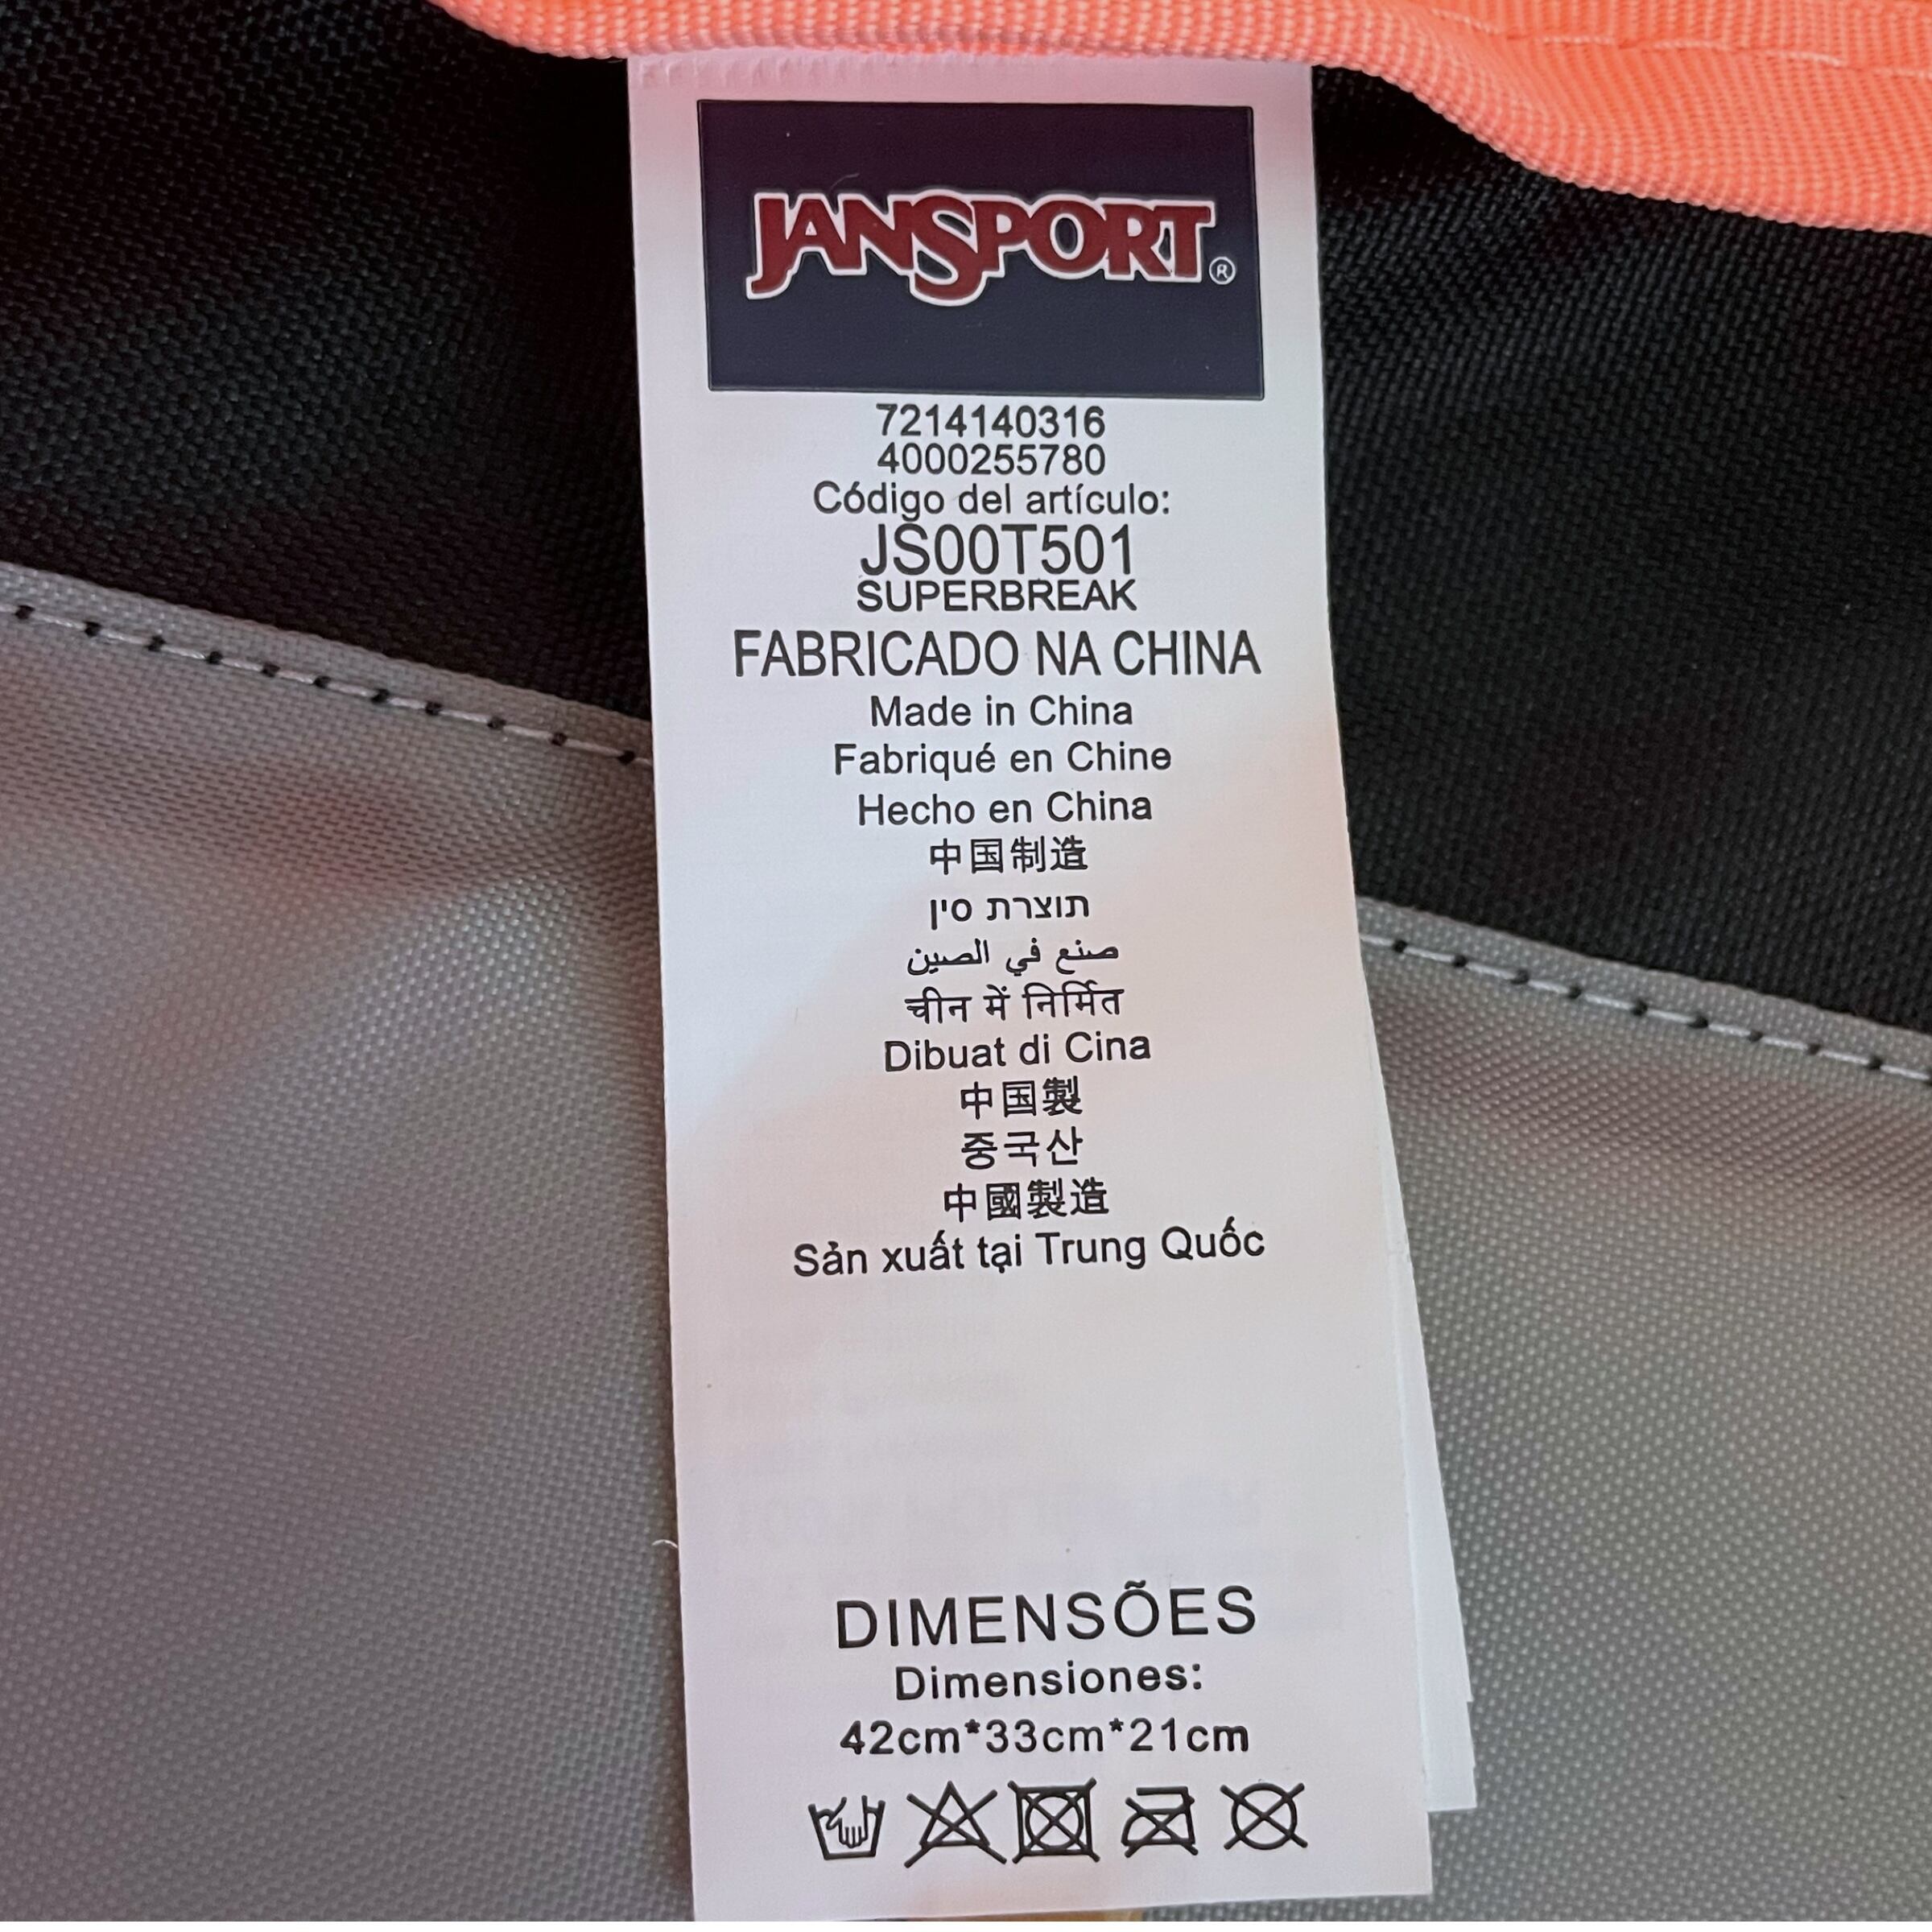 JANSPORT®
7214140316
4000255780
Código del artículo:
JS00T501
SUPERBREAK
FABRICADO NA CHINA
Made in China
Fabriqué en Chine
Hecho en China
中国制造
תוצרת סין
صنع في الصين
चीन में निर्मित
Dibuat di Cina
中国製
중국산
中國製造
Sản xuất tại Trung Quốc
DIMENSÕES
Dimensiones:
42cm*33cm*21cm